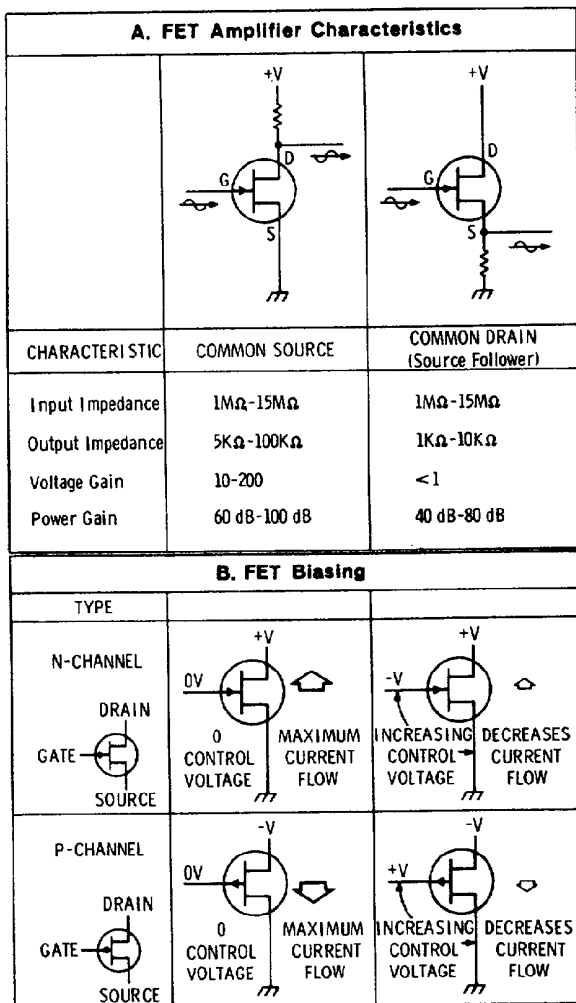 A. FET Amplifier Characteristics
+V
D
G
S
+V
D
G
S
CHARACTERISTIC
COMMON SOURCE
COMMON DRAIN
(Source Follower)
Input Impedance
1MΩ-15MΩ
1MΩ-15MΩ
Output Impedance
5KΩ-100KΩ
1KΩ-10KΩ
Voltage Gain
10-200
<1
Power Gain
60 dB-100 dB
40 dB-80 dB
B. FET Biasing
TYPE
N-CHANNEL
DRAIN
GATE
SOURCE
+V
0V
0
CONTROL
VOLTAGE
MAXIMUM
CURRENT
FLOW
+V
-V
INCREASING
CONTROL
VOLTAGE
DECREASES
CURRENT
FLOW
P-CHANNEL
DRAIN
GATE
SOURCE
-V
0V
0
CONTROL
VOLTAGE
MAXIMUM
CURRENT
FLOW
-V
+V
INCREASING
CONTROL
VOLTAGE
DECREASES
CURRENT
FLOW